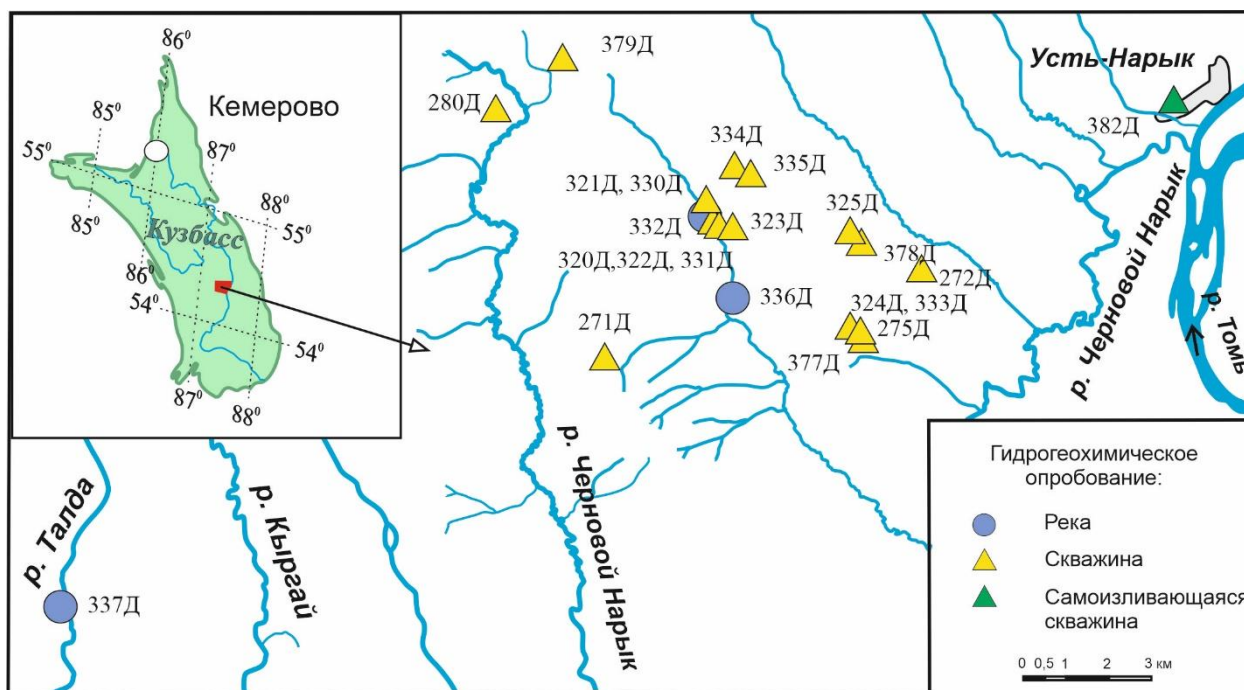 86⁰
Кемерово
85⁰
55⁰
87⁰
88⁰
85⁰
55⁰
Кузбасс
86⁰
54⁰
54⁰
87⁰
88⁰
379Д
280Д
Усть-Нарык
382Д
334Д
335Д
321Д, 330Д
325Д
332Д
323Д
378Д
320Д,322Д, 331Д
272Д
336Д
324Д, 333Д
271Д
275Д
377Д
р. Черновой Нарык
р. Томь
р. Талда
р. Кыргай
р. Черновой Нарык
337Д
Гидрогеохимическое
опробование:
Река
Скважина
Самоизливающаяся
скважина
0 0,5 1 2 3 км